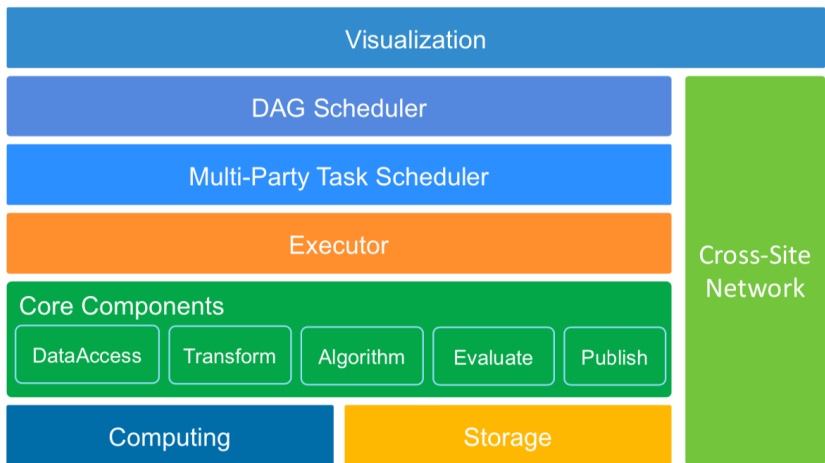 Visualization
DAG Scheduler
Multi-Party Task Scheduler
Executor
Cross-Site
Network
Core Components
DataAccess
Transform
Algorithm
Evaluate
Publish
Computing
Storage